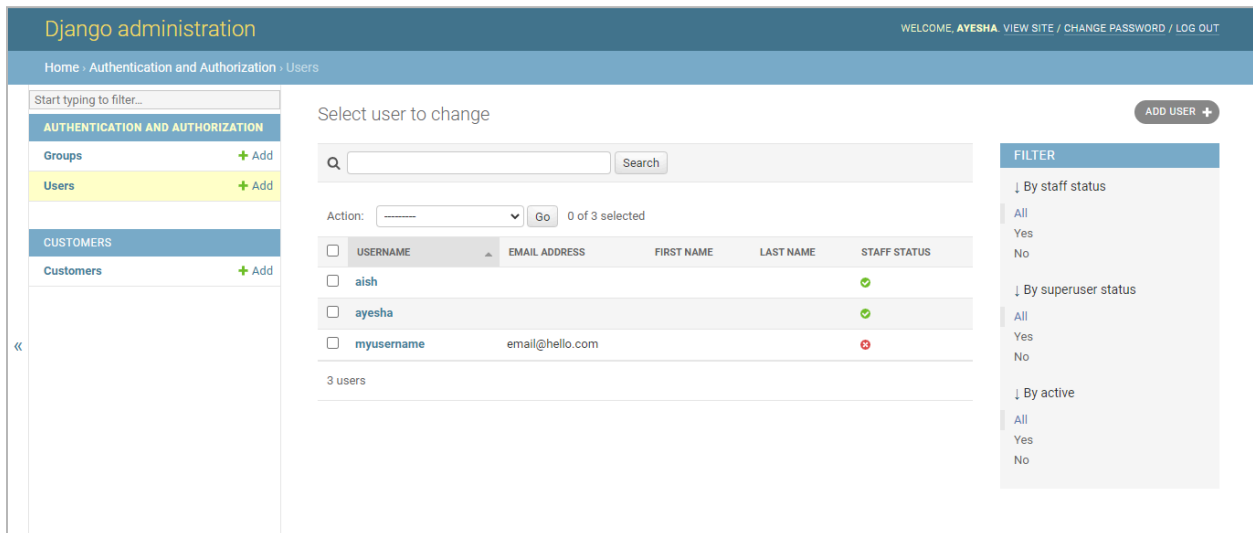 Django administration
WELCOME, AYESHA. VIEW SITE / CHANGE PASSWORD / LOG OUT
Home › Authentication and Authorization › Users
Start typing to filter...
AUTHENTICATION AND AUTHORIZATION
Groups + Add
Users + Add
CUSTOMERS
Customers + Add
«
Select user to change
ADD USER +
Search
Action: --------- Go 0 of 3 selected
USERNAME EMAIL ADDRESS FIRST NAME LAST NAME STAFF STATUS
aish
ayesha
myusername email@hello.com
3 users
FILTER
↓ By staff status
All
Yes
No
↓ By superuser status
All
Yes
No
↓ By active
All
Yes
No